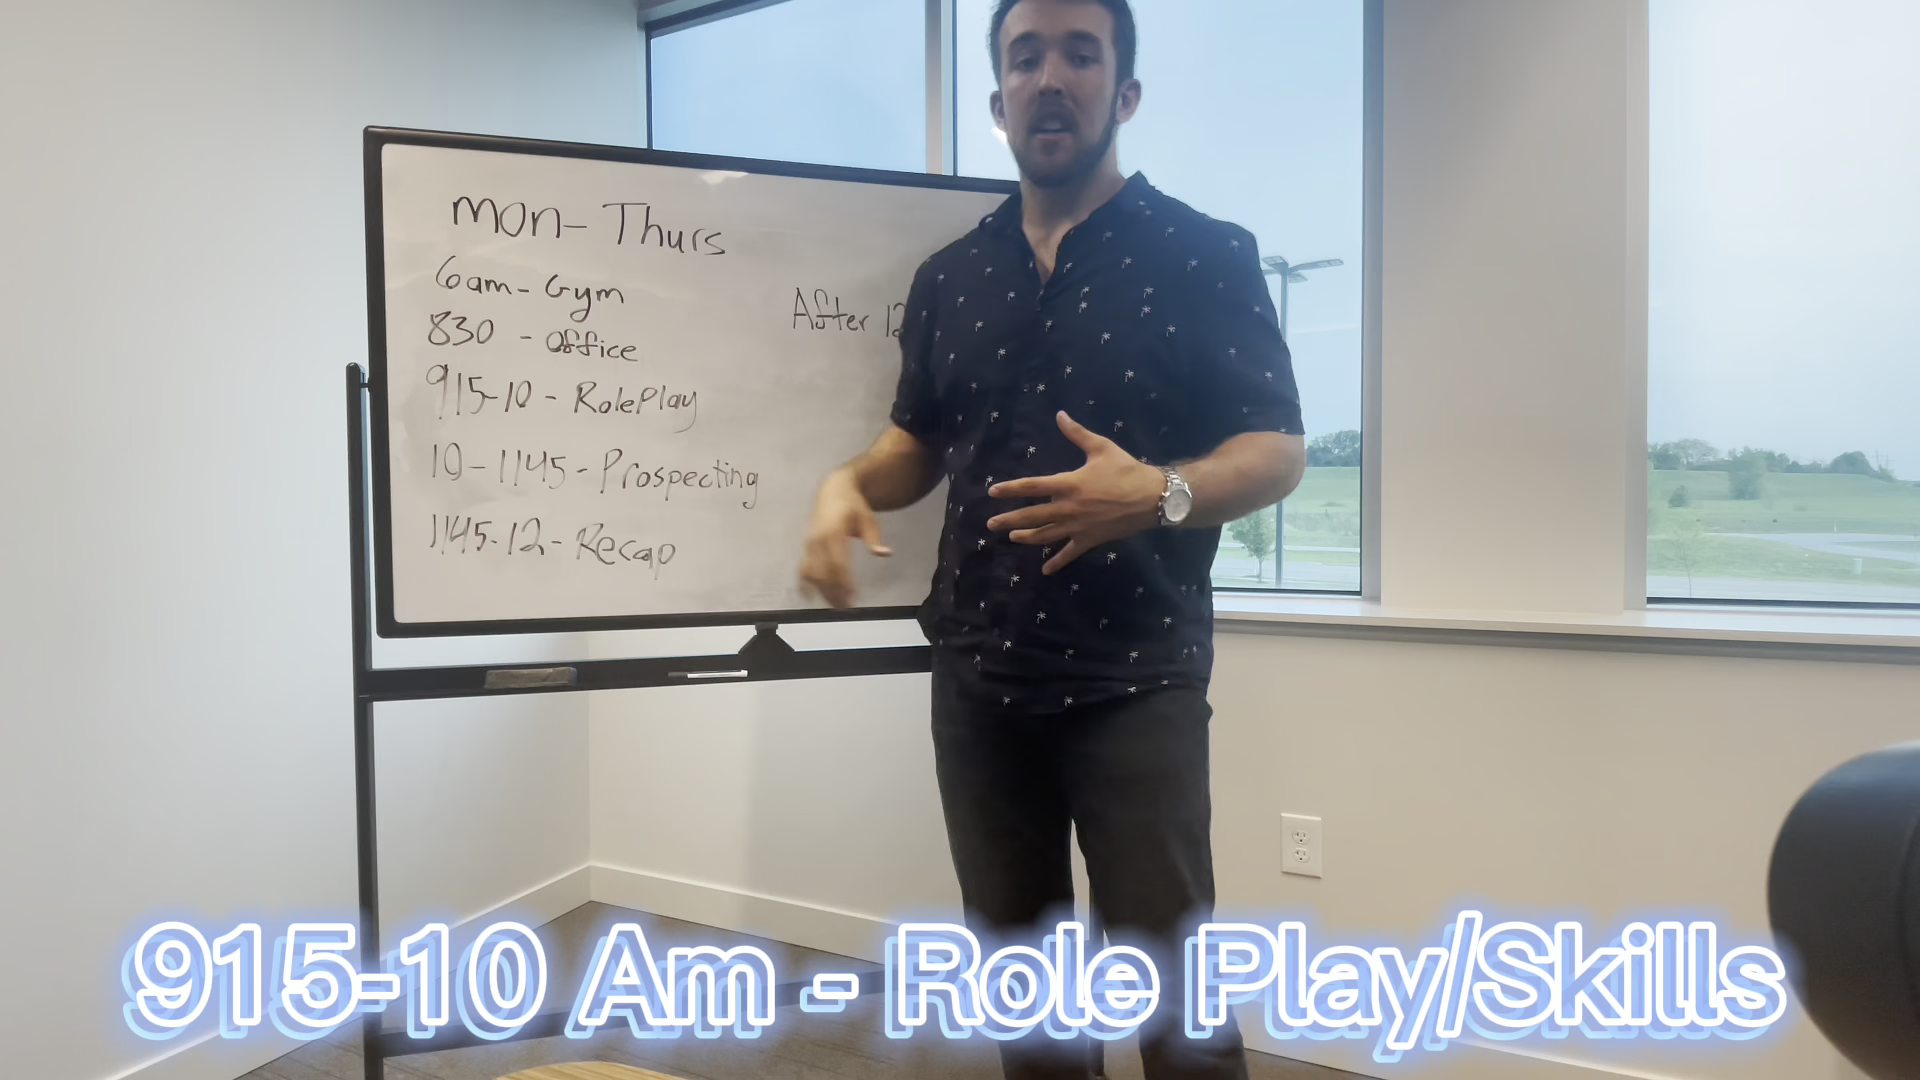 mon- Thurs
6am- Gym
830 - office
915-10 - RolePlay
10-1145- Prospecting
1145-12- Recap
After 12
915-10 Am - Role Play/Skills